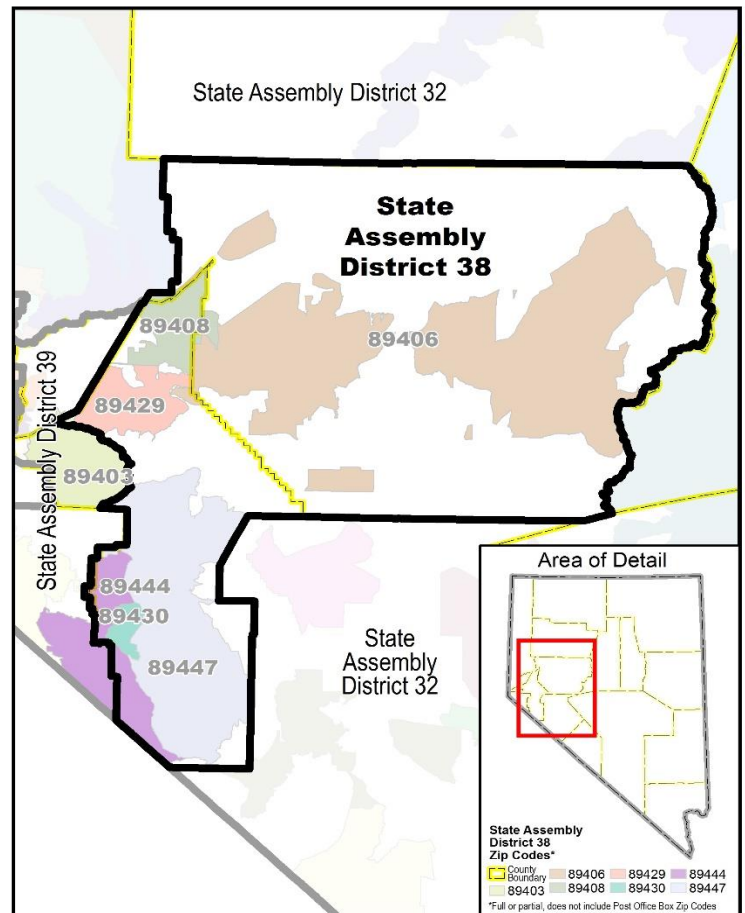 State Assembly District 32
State
Assembly
District 38
89408
89406
State Assembly District 39
89429
89403
89444
89430
89447
State
Assembly
District 32
Area of Detail
State Assembly
District 38
Zip Codes*
County
Boundary
89406
89429
89444
89403
89408
89430
89447
*Full or partial, does not include Post Office Box Zip Codes